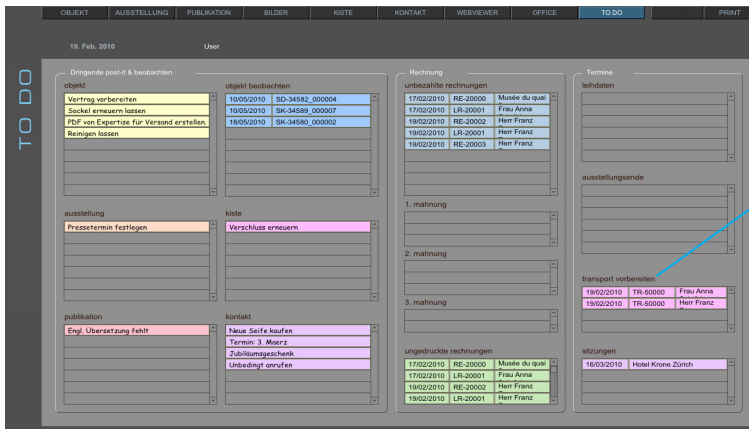 OBJEKT AUSSTELLUNG PUBLIKATION BILDER KISTE KONTAKT WEBVIEWER OFFICE TO DO PRINT
19. Feb. 2010 User
TO DO
Dringende post-it & beobachten
objekt
Vertrag vorbereiten
Sockel erneuern lassen
PDF von Expertise für Versand erstellen.
Reinigen lassen
objekt beobachten
10/05/2010 SD-34582_000004
10/05/2010 SK-34589_000007
18/05/2010 SK-34580_000002
ausstellung
Pressetermin festlegen
kiste
Verschluss erneuern
publikation
Engl. Übersetzung fehlt
kontakt
Neue Seife kaufen
Termin: 3. Maerz
Jubiläumsgeschenk
Unbedingt anrufen
Rechnung
unbezahlte rechnungen
17/02/2010 RE-20000 Musée du quai
17/02/2010 LR-20001 Frau Anna
19/02/2010 RE-20002 Herr Franz
19/02/2010 LR-20001 Herr Franz
19/02/2010 RE-20003 Herr Franz
1. mahnung
2. mahnung
3. mahnung
ungedruckte rechnungen
17/02/2010 RE-20000 Musée du quai
17/02/2010 LR-20001 Frau Anna
19/02/2010 RE-20002 Herr Franz
19/02/2010 LR-20001 Herr Franz
Termine
leihdaten
ausstellungsende
transport vorbereiten
19/02/2010 TR-50000 Frau Anna
19/02/2010 TR-50000 Herr Franz
sitzungen
16/03/2010 Hotel Krone Zürich